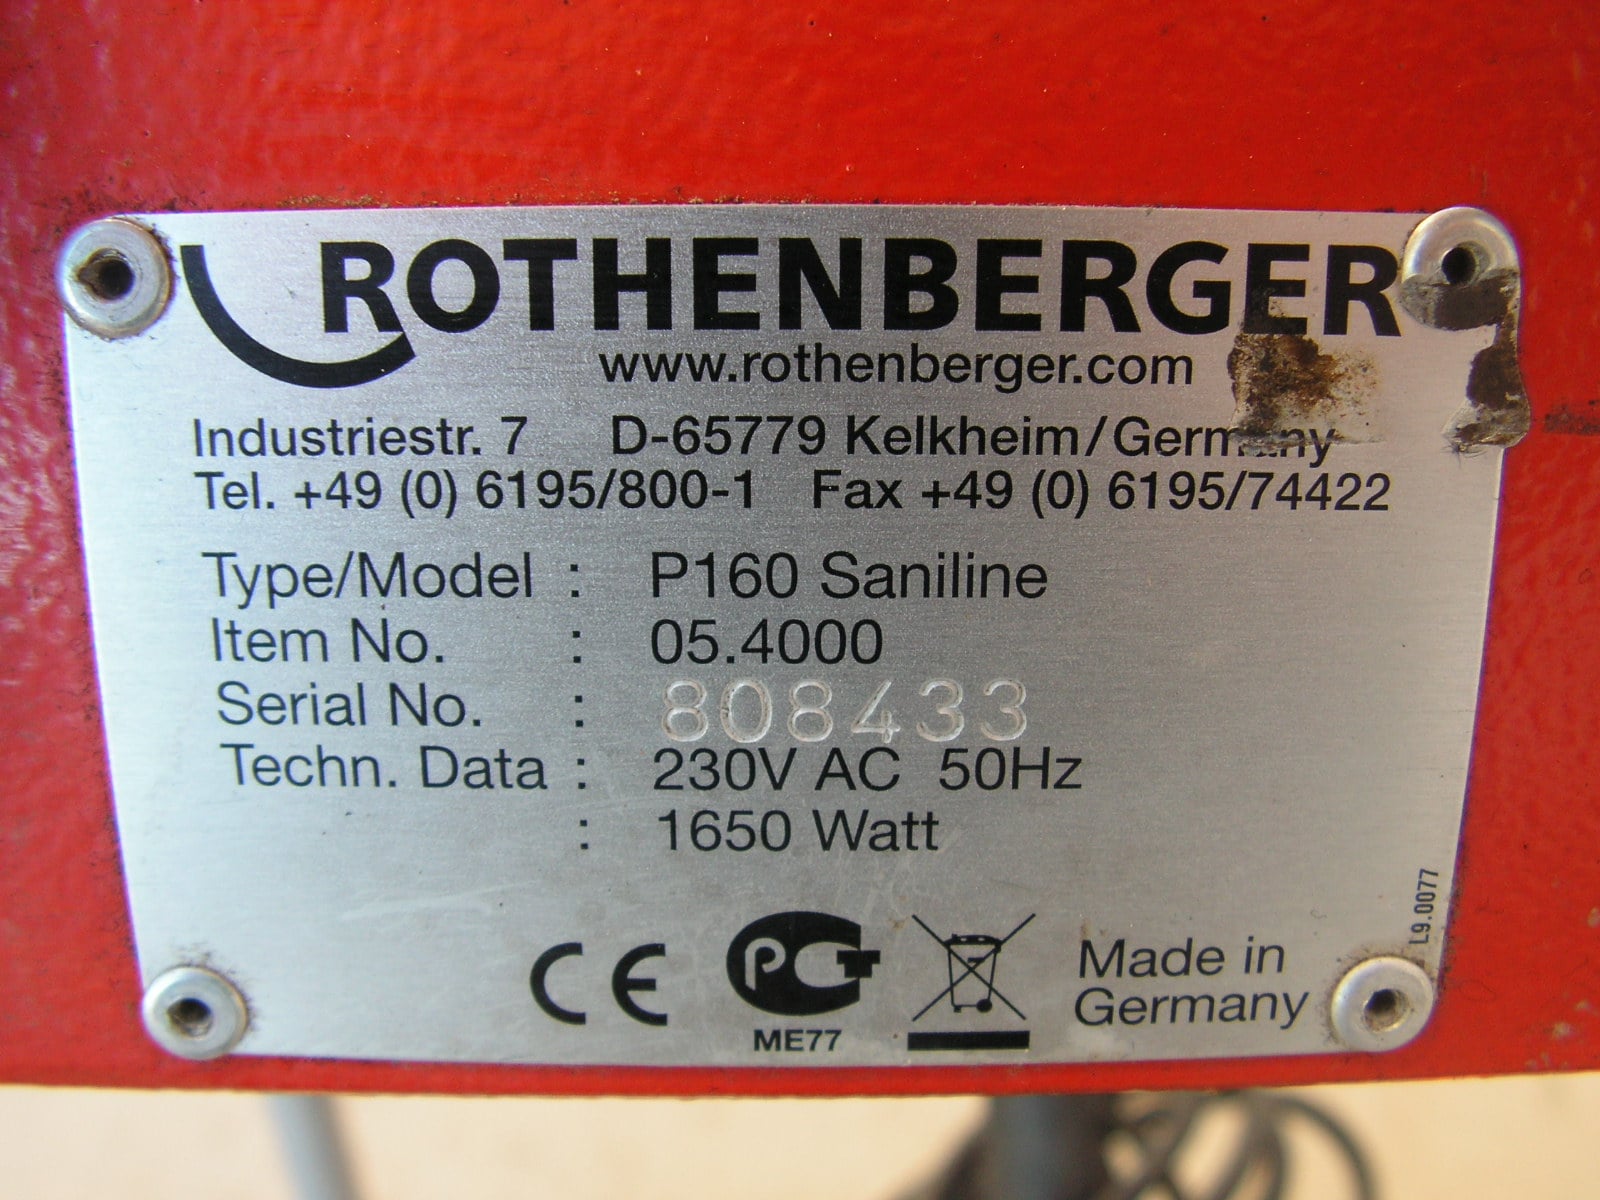 ROTHENBERGER
www.rothenberger.com
Industriestr. 7 D-65779 Kelkheim/Germany
Tel. +49 (0) 6195/800-1 Fax +49 (0) 6195/74422
Type/Model : P160 Saniline
Item No. : 05.4000
Serial No. : 808433
Techn. Data : 230V AC 50Hz
: 1650 Watt
CE PCT Made in
Germany
ME77
L9.0077